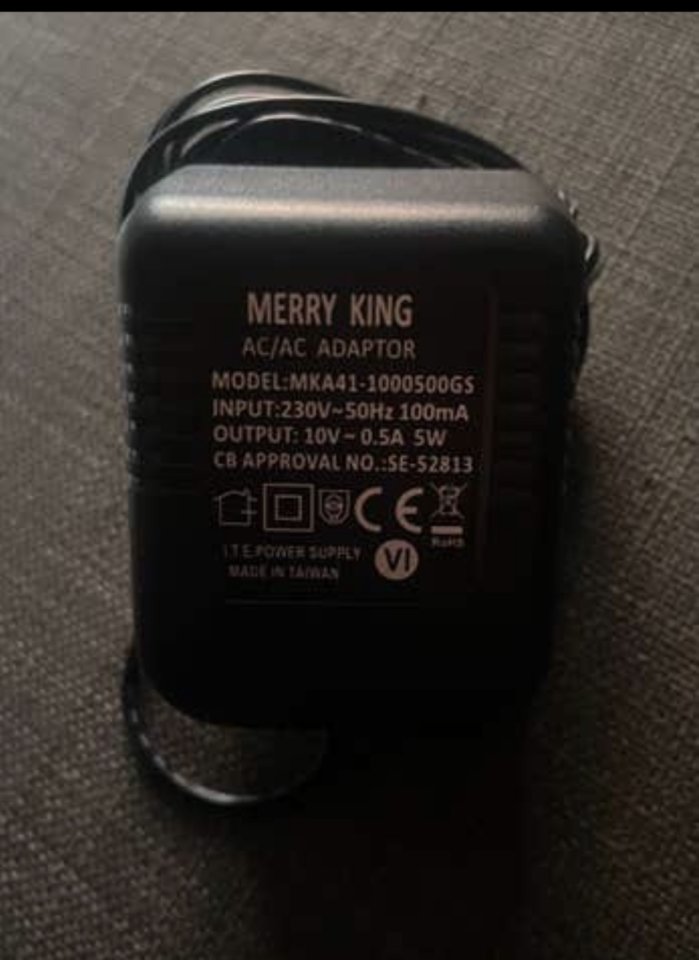 MERRY KING
AC/AC ADAPTOR
MODEL:MKA41-1000500GS
INPUT:230V~50Hz 100mA
OUTPUT: 10V~0.5A 5W
CB APPROVAL NO.:SE-52813
CE
RoHS
I.T.E.POWER SUPPLY
VI
MADE IN TAIWAN